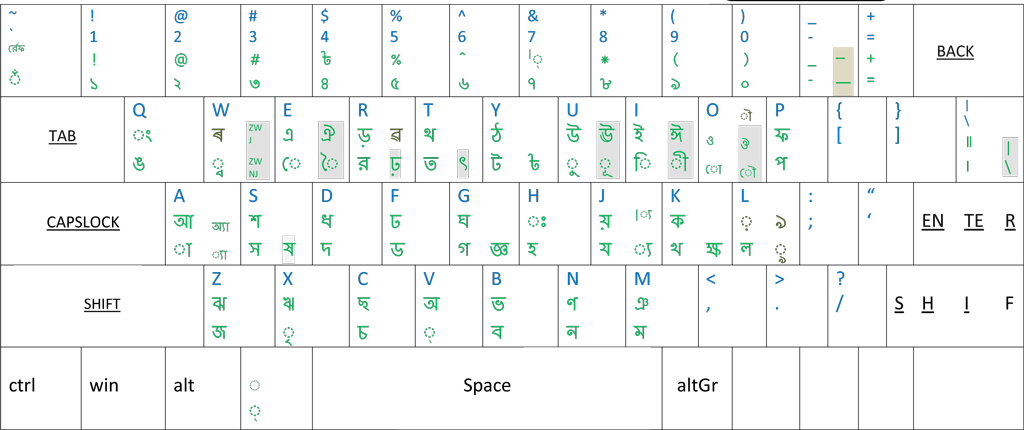 ~ ! @ # $ % ^ & * ( ) _ +
` 1 2 3 4 5 6 7 8 9 0 - = BACK
র্রেফ ! @ # ৳ % ^ ৺ * ( ) _ — +
ঁ ১ ২ ৩ ৪ ৫ ৬ ৭ ৮ ৯ ০ - — =
Q W E R T Y U I O ৌ P { } |
TAB ং ৰ ZWJ এ ঐ ড় ৱ থ ঠ উ ঊ ই ঈ ও ঔ ফ [ ] \
ঙ ্ব ZWNJ ে ৈ র ঢ় ত ৎ ট ৳ ু ূ ি ী ো ৌ প ॥ । | \
A S D F G H J K L : “
CAPSLOCK আ অ্যা শ ধ ঢ ঘ ঃ য় ক ় ঌ ; ‘ EN TE R
া ্যা স ষ দ ড গ জ্ঞ হ য ্য খ ক্ষ ল ৢ
Z X C V B N M < > ?
SHIFT ঝ ঋ ছ অ ভ ণ ঞ , . / S H I F
জ ৃ চ ্ ব ন ম
ctrl win alt ◌ Space altGr
়